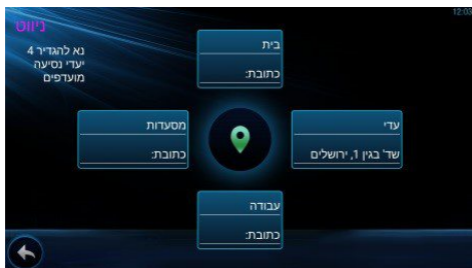 12:03
ניווט
נא להגדיר 4
יעדי נסיעה
מועדפים
בית
כתובת:
עדי
שד' בגין 1, ירושלים
מסעדות
כתובת:
עבודה
כתובת: